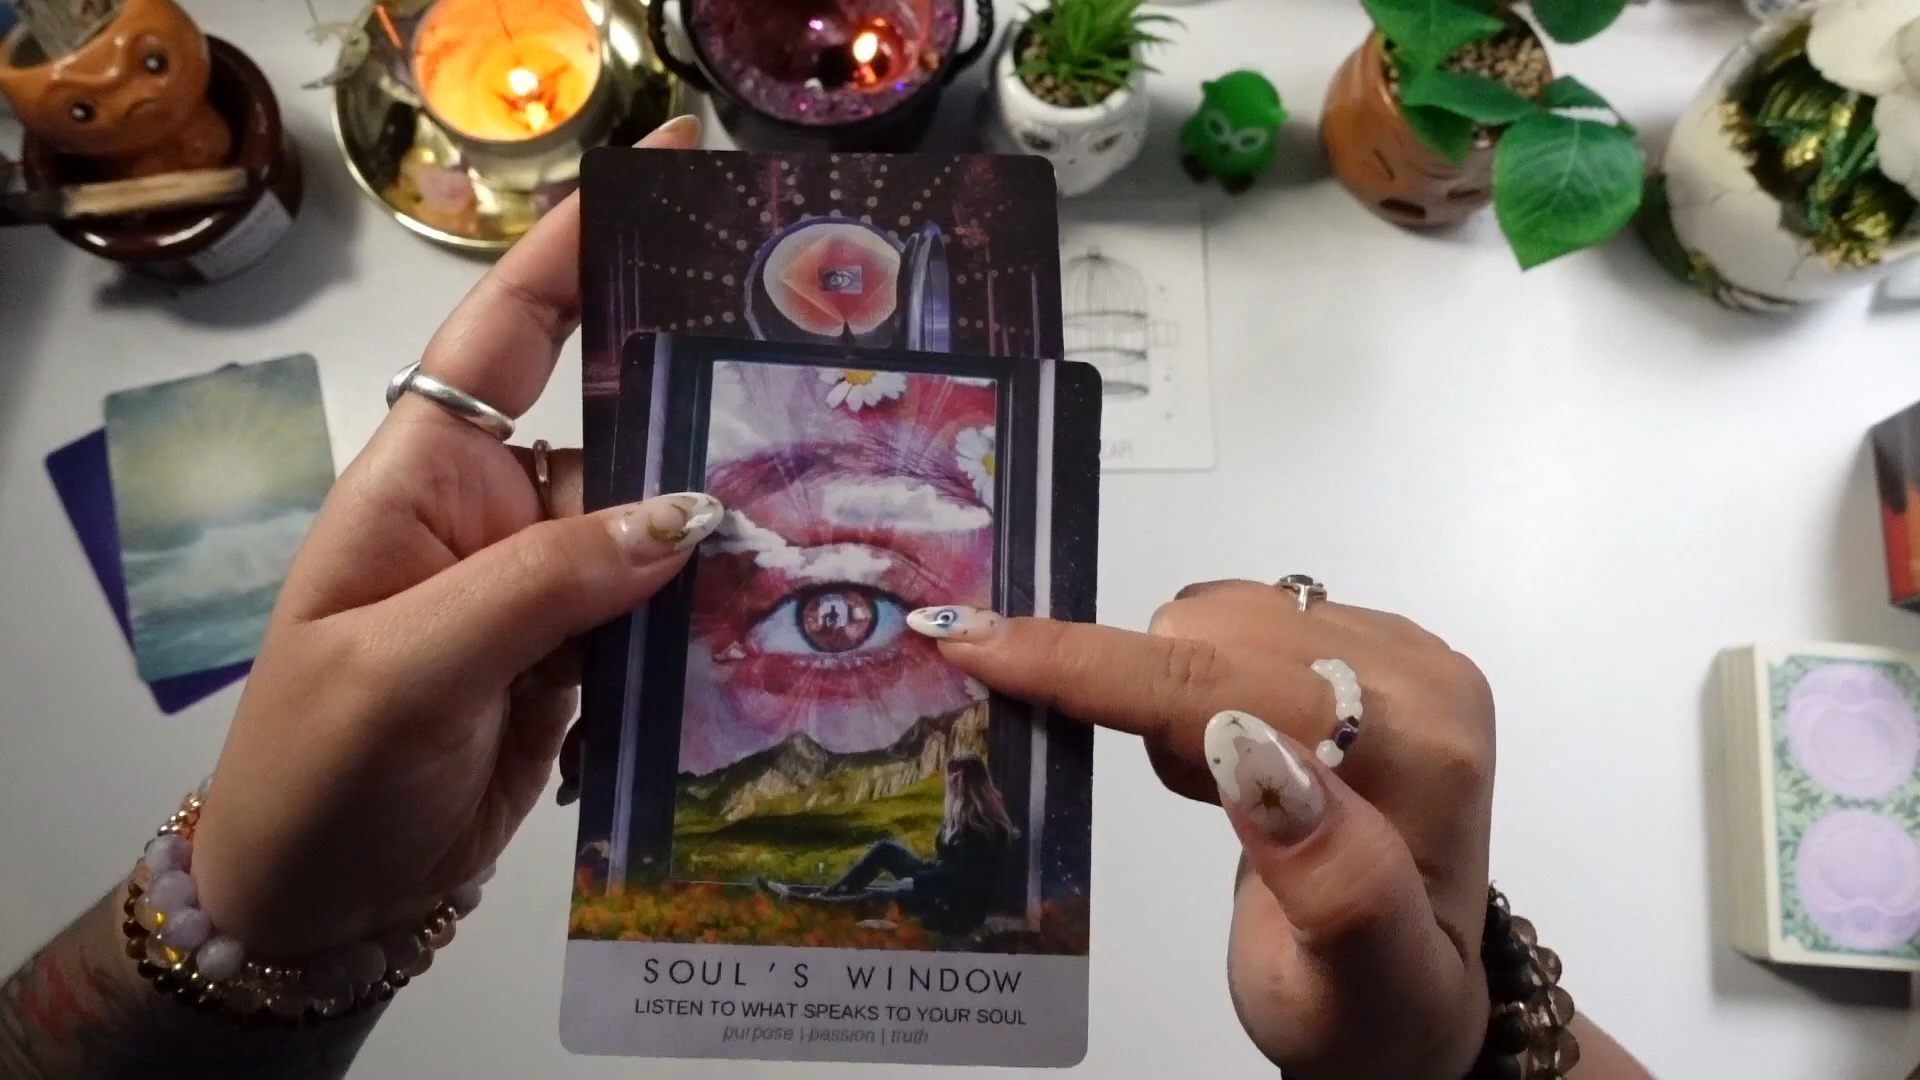 SOUL'S WINDOW
LISTEN TO WHAT SPEAKS TO YOUR SOUL
purpose | passion | truth